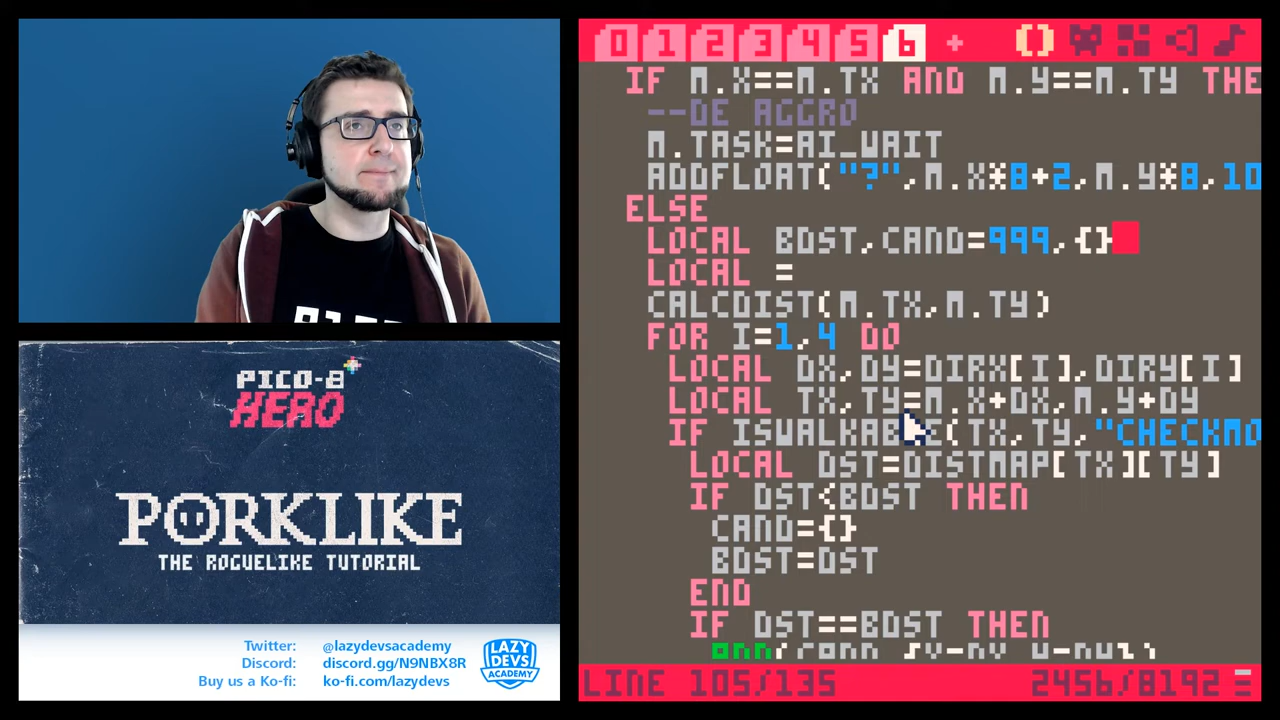 0 1 2 3 4 5 6 +
IF M.X==M.TX AND M.Y==M.TY THE
--DE AGGRO
M.TASK=AI_WAIT
ADDFLOAT("?",M.X*8+2,M.Y*8,10
ELSE
LOCAL BDST,CAND=999,{}
LOCAL =
CALCDIST(M.TX,M.TY)
FOR I=1,4 DO
LOCAL DX,DY=DIRX[I],DIRY[I]
LOCAL TX,TY=M.X+DX,M.Y+DY
IF ISWALKABLE(TX,TY,"CHECKMO
LOCAL DST=DISTMAP[TX][TY]
IF DST<BDST THEN
CAND={}
BDST=DST
END
IF DST==BDST THEN
LINE 105/135 2456/8192
PICO-8
HERO
PORKLIKE
THE ROGUELIKE TUTORIAL
Twitter: @lazydevsacademy
Discord: discord.gg/N9NBX8R
Buy us a Ko-fi: ko-fi.com/lazydevs
LAZY
DEVS
ACADEMY